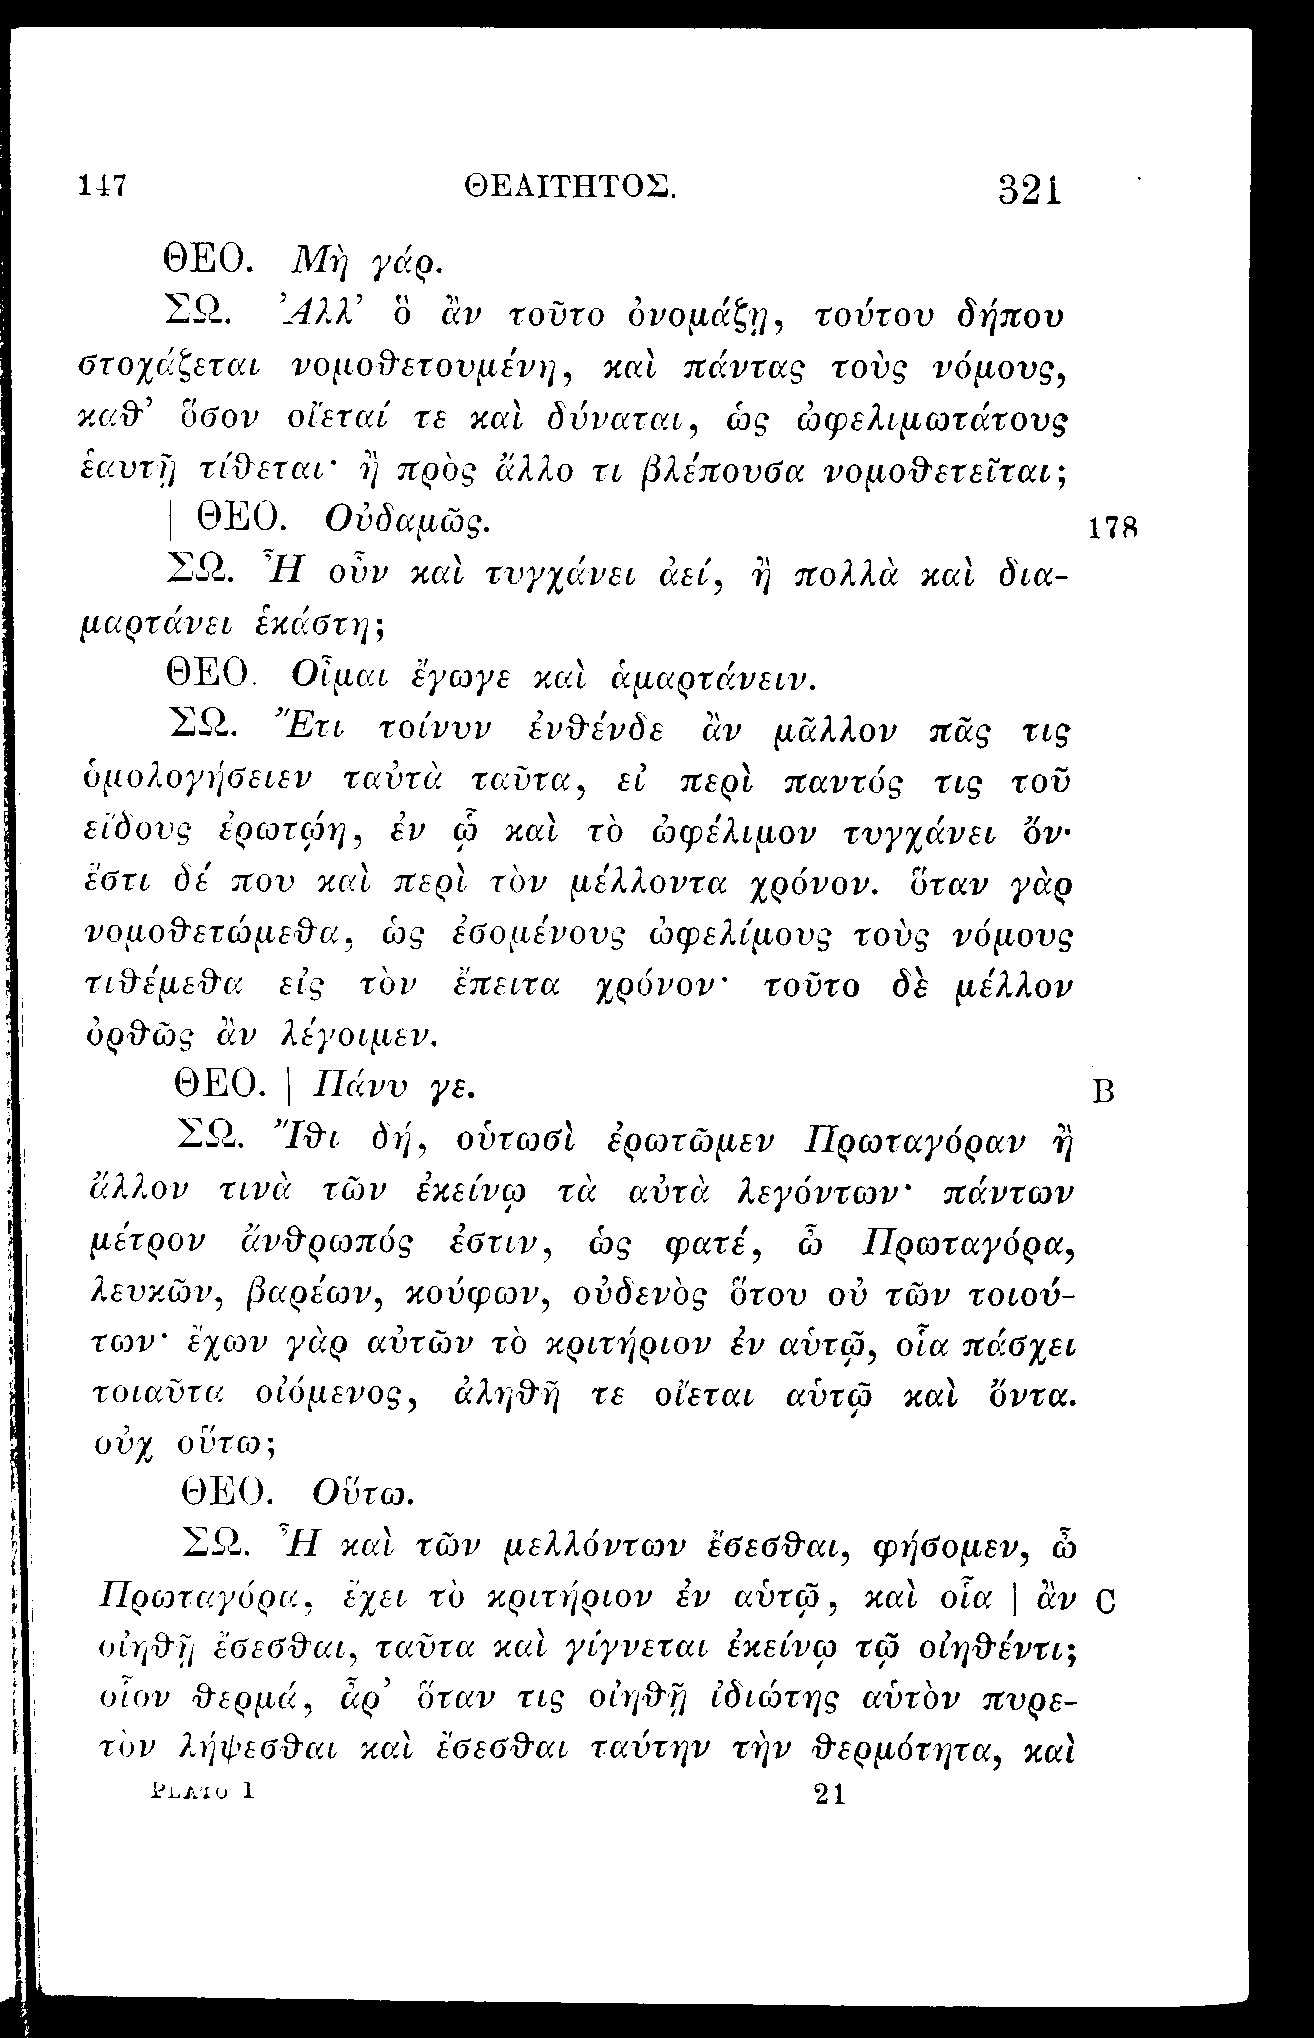 147 ΘΕΑΙΤΗΤΟΣ. 321
ΘΕΟ. Μὴ γάρ.
ΣΩ. Ἀλλ’ ὃ ἂν τοῦτο ὀνομάζῃ, τούτου δήπου
στοχάζεται νομοθετουμένη, καὶ πάντας τοὺς νόμους,
καθ’ ὅσον οἴεταί τε καὶ δύναται, ὡς ὠφελιμωτάτους
ἑαυτῇ τίθεται· ἢ πρὸς ἄλλο τι βλέπουσα νομοθετεῖται;
| ΘΕΟ. Οὐδαμῶς. 178
ΣΩ. Ἦ οὖν καὶ τυγχάνει ἀεί, ἢ πολλὰ καὶ δια-
μαρτάνει ἑκάστη;
ΘΕΟ. Οἶμαι ἔγωγε καὶ ἁμαρτάνειν.
ΣΩ. Ἔτι τοίνυν ἐνθένδε ἂν μᾶλλον πᾶς τις
ὁμολογήσειεν ταὐτὰ ταῦτα, εἰ περὶ παντός τις τοῦ
εἴδους ἐρωτῴη, ἐν ᾧ καὶ τὸ ὠφέλιμον τυγχάνει ὄν·
ἔστι δέ που καὶ περὶ τὸν μέλλοντα χρόνον. ὅταν γὰρ
νομοθετώμεθα, ὡς ἐσομένους ὠφελίμους τοὺς νόμους
τιθέμεθα εἰς τὸν ἔπειτα χρόνον· τοῦτο δὲ μέλλον
ὀρθῶς ἂν λέγοιμεν.
ΘΕΟ. | Πάνυ γε. B
ΣΩ. Ἴθι δή, οὑτωσὶ ἐρωτῶμεν Πρωταγόραν ἢ
ἄλλον τινὰ τῶν ἐκείνῳ τὰ αὐτὰ λεγόντων· πάντων
μέτρον ἄνθρωπός ἐστιν, ὡς φατέ, ὦ Πρωταγόρα,
λευκῶν, βαρέων, κούφων, οὐδενὸς ὅτου οὐ τῶν τοιού-
των· ἔχων γὰρ αὐτῶν τὸ κριτήριον ἐν αὑτῷ, οἷα πάσχει
τοιαῦτα οἰόμενος, ἀληθῆ τε οἴεται αὑτῷ καὶ ὄντα.
οὐχ οὕτω;
ΘΕΟ. Οὕτω.
ΣΩ. Ἦ καὶ τῶν μελλόντων ἔσεσθαι, φήσομεν, ὦ
Πρωταγόρα, ἔχει τὸ κριτήριον ἐν αὑτῷ, καὶ οἷα | ἂν C
οἰηθῇ ἔσεσθαι, ταῦτα καὶ γίγνεται ἐκείνῳ τῷ οἰηθέντι;
οἷον θερμά, ἆρ’ ὅταν τις οἰηθῇ ἰδιώτης αὑτὸν πυρε-
τὸν λήψεσθαι καὶ ἔσεσθαι ταύτην τὴν θερμότητα, καὶ
PLATO I 21